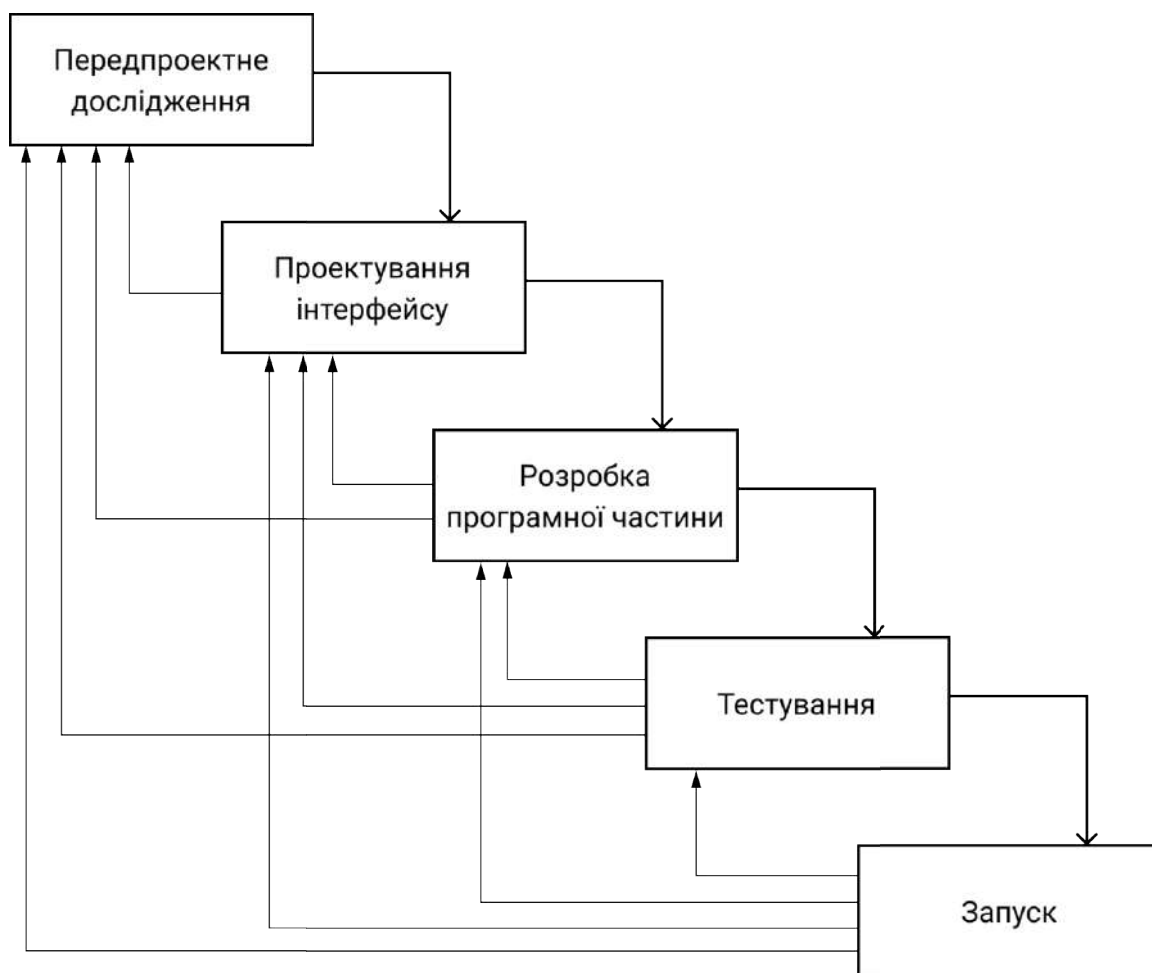 Передпроектне
дослідження
Проектування
інтерфейсу
Розробка
програмної частини
Тестування
Запуск